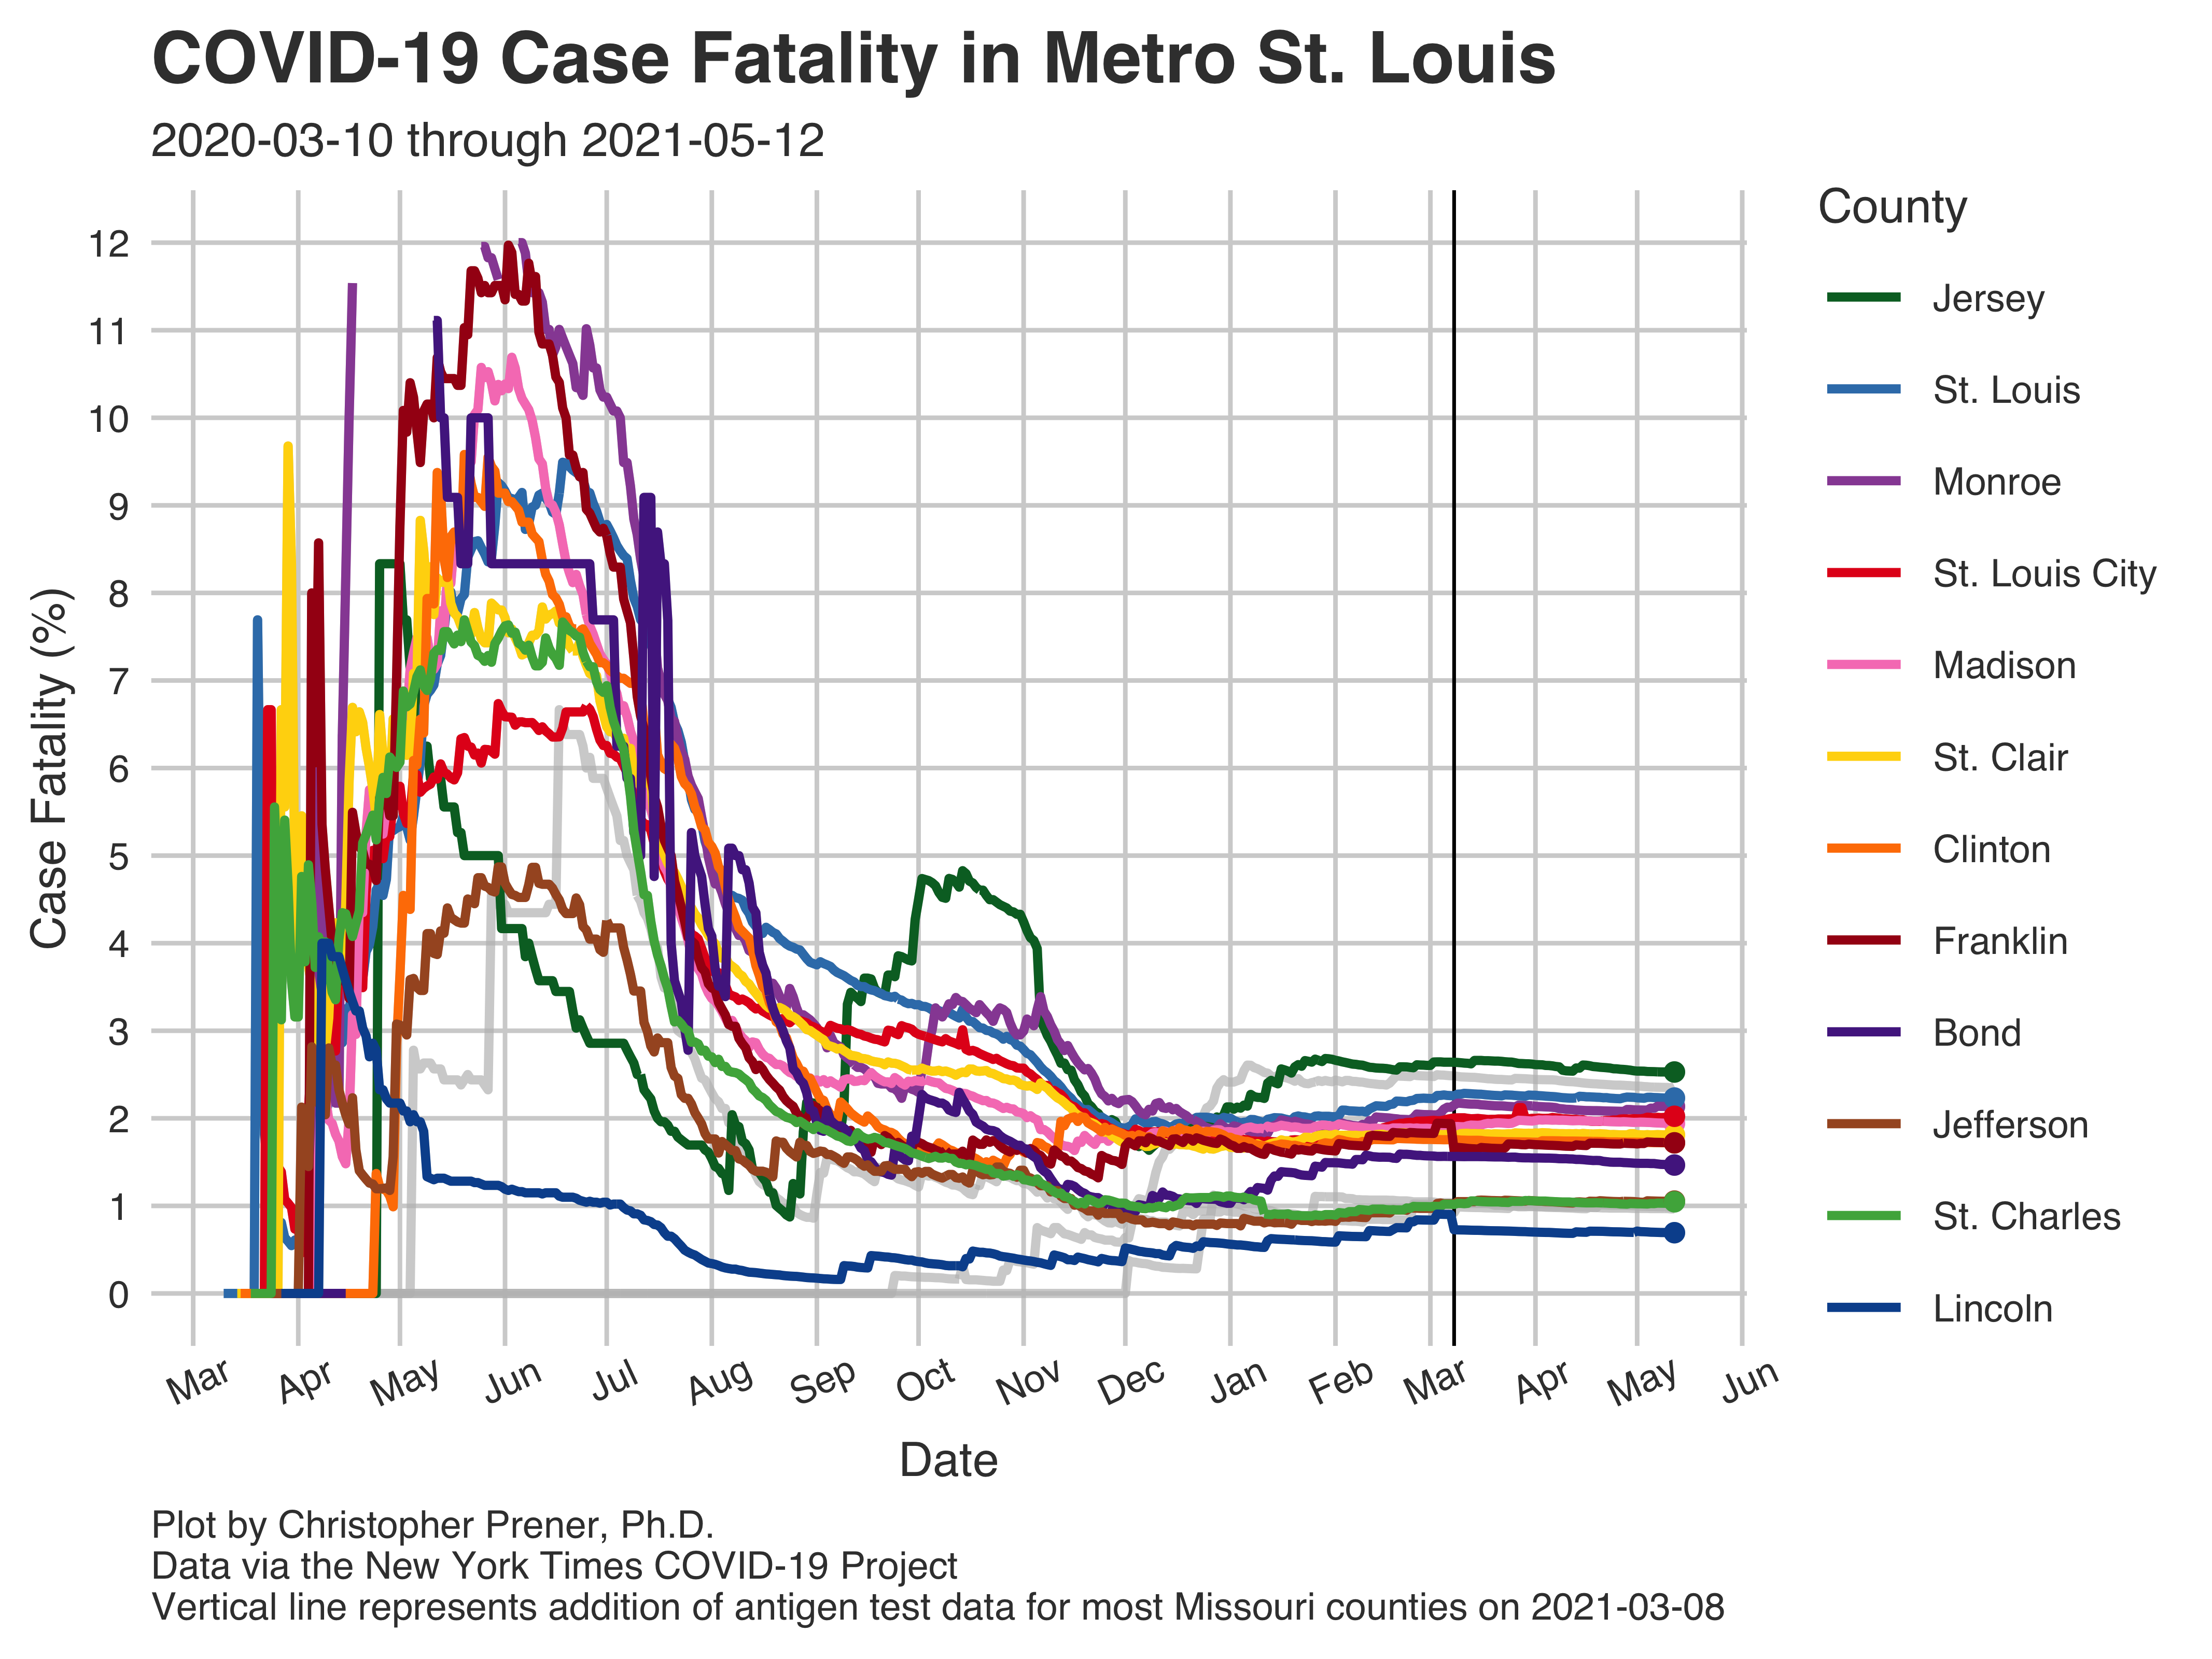 COVID-19 Case Fatality in Metro St. Louis
2020-03-10 through 2021-05-12
Case Fatality (%)
12
11
10
9
8
7
6
5
4
3
2
1
0
Mar Apr May Jun Jul Aug Sep Oct Nov Dec Jan Feb Mar Apr May Jun
Date
County
Jersey
St. Louis
Monroe
St. Louis City
Madison
St. Clair
Clinton
Franklin
Bond
Jefferson
St. Charles
Lincoln
Plot by Christopher Prener, Ph.D.
Data via the New York Times COVID-19 Project
Vertical line represents addition of antigen test data for most Missouri counties on 2021-03-08